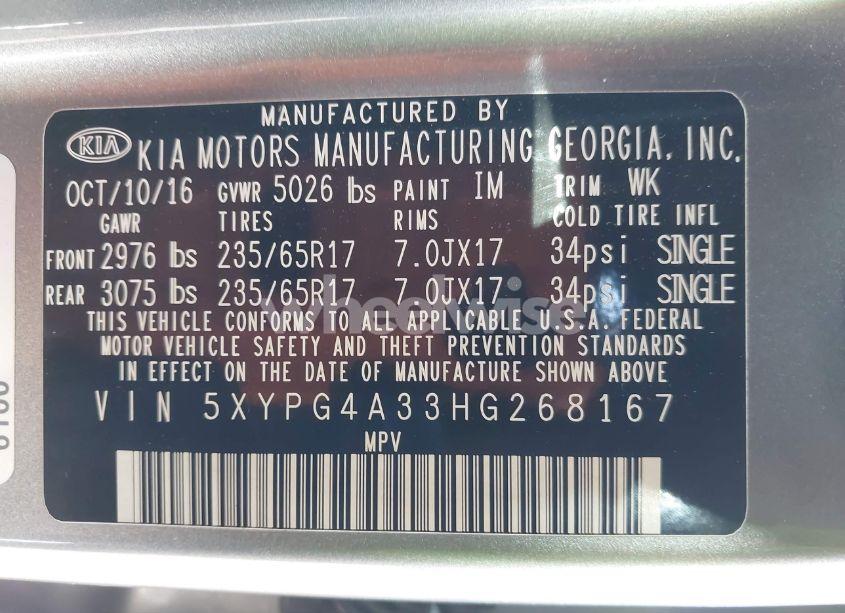 MANUFACTURED BY
KIA KIA MOTORS MANUFACTURING GEORGIA, INC.
OCT/10/16 GVWR 5026 lbs PAINT IM TRIM WK
GAWR TIRES RIMS COLD TIRE INFL
FRONT 2976 lbs 235/65R17 7.0JX17 34psi SINGLE
REAR 3075 lbs 235/65R17 7.0JX17 34psi SINGLE
THIS VEHICLE CONFORMS TO ALL APPLICABLE U.S.A. FEDERAL
MOTOR VEHICLE SAFETY AND THEFT PREVENTION STANDARDS
IN EFFECT ON THE DATE OF MANUFACTURE SHOWN ABOVE.
VIN 5XYPG4A33HG268167
MPV